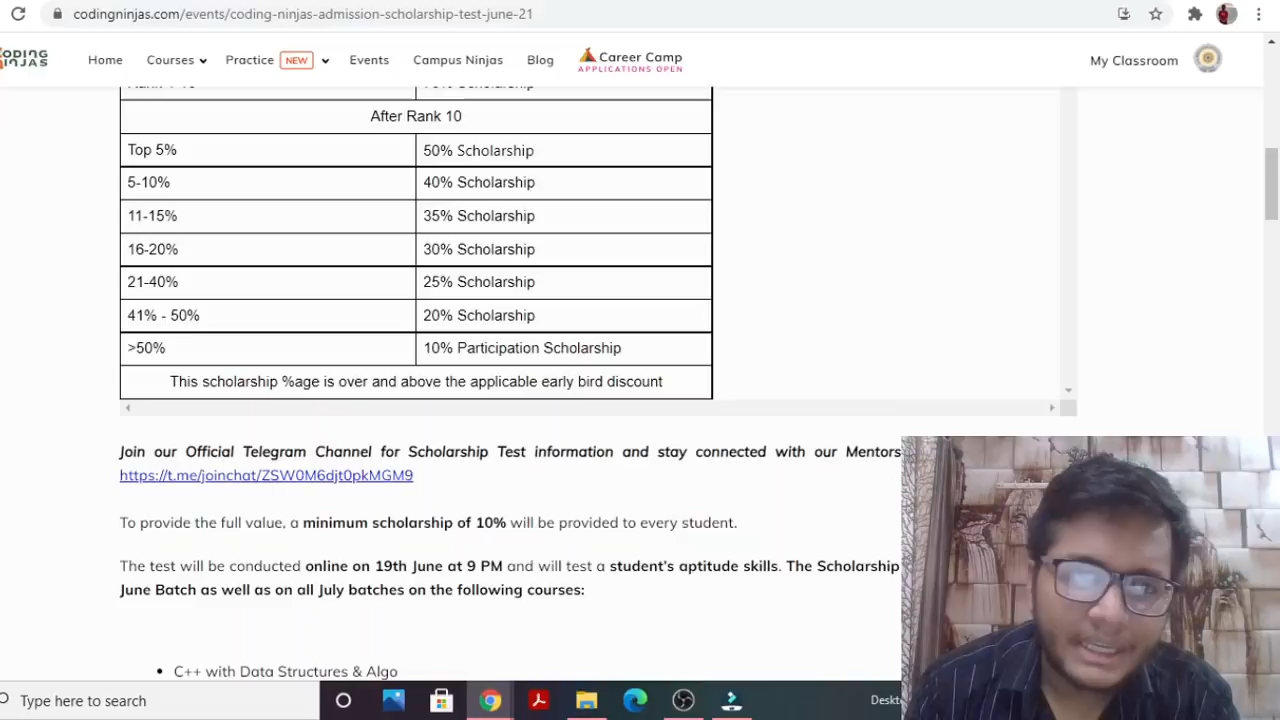 codingninjas.com/events/coding-ninjas-admission-scholarship-test-june-21
CODING NINJAS
Home Courses Practice NEW Events Campus Ninjas Blog Career Camp APPLICATIONS OPEN My Classroom
After Rank 10
Top 5% 50% Scholarship
5-10% 40% Scholarship
11-15% 35% Scholarship
16-20% 30% Scholarship
21-40% 25% Scholarship
41% - 50% 20% Scholarship
>50% 10% Participation Scholarship
This scholarship %age is over and above the applicable early bird discount
Join our Official Telegram Channel for Scholarship Test information and stay connected with our Mentors
https://t.me/joinchat/ZSW0M6djt0pkMGM9
To provide the full value, a minimum scholarship of 10% will be provided to every student.
The test will be conducted online on 19th June at 9 PM and will test a student's aptitude skills. The Scholarship
June Batch as well as on all July batches on the following courses:
• C++ with Data Structures & Algo
Type here to search
Deskt